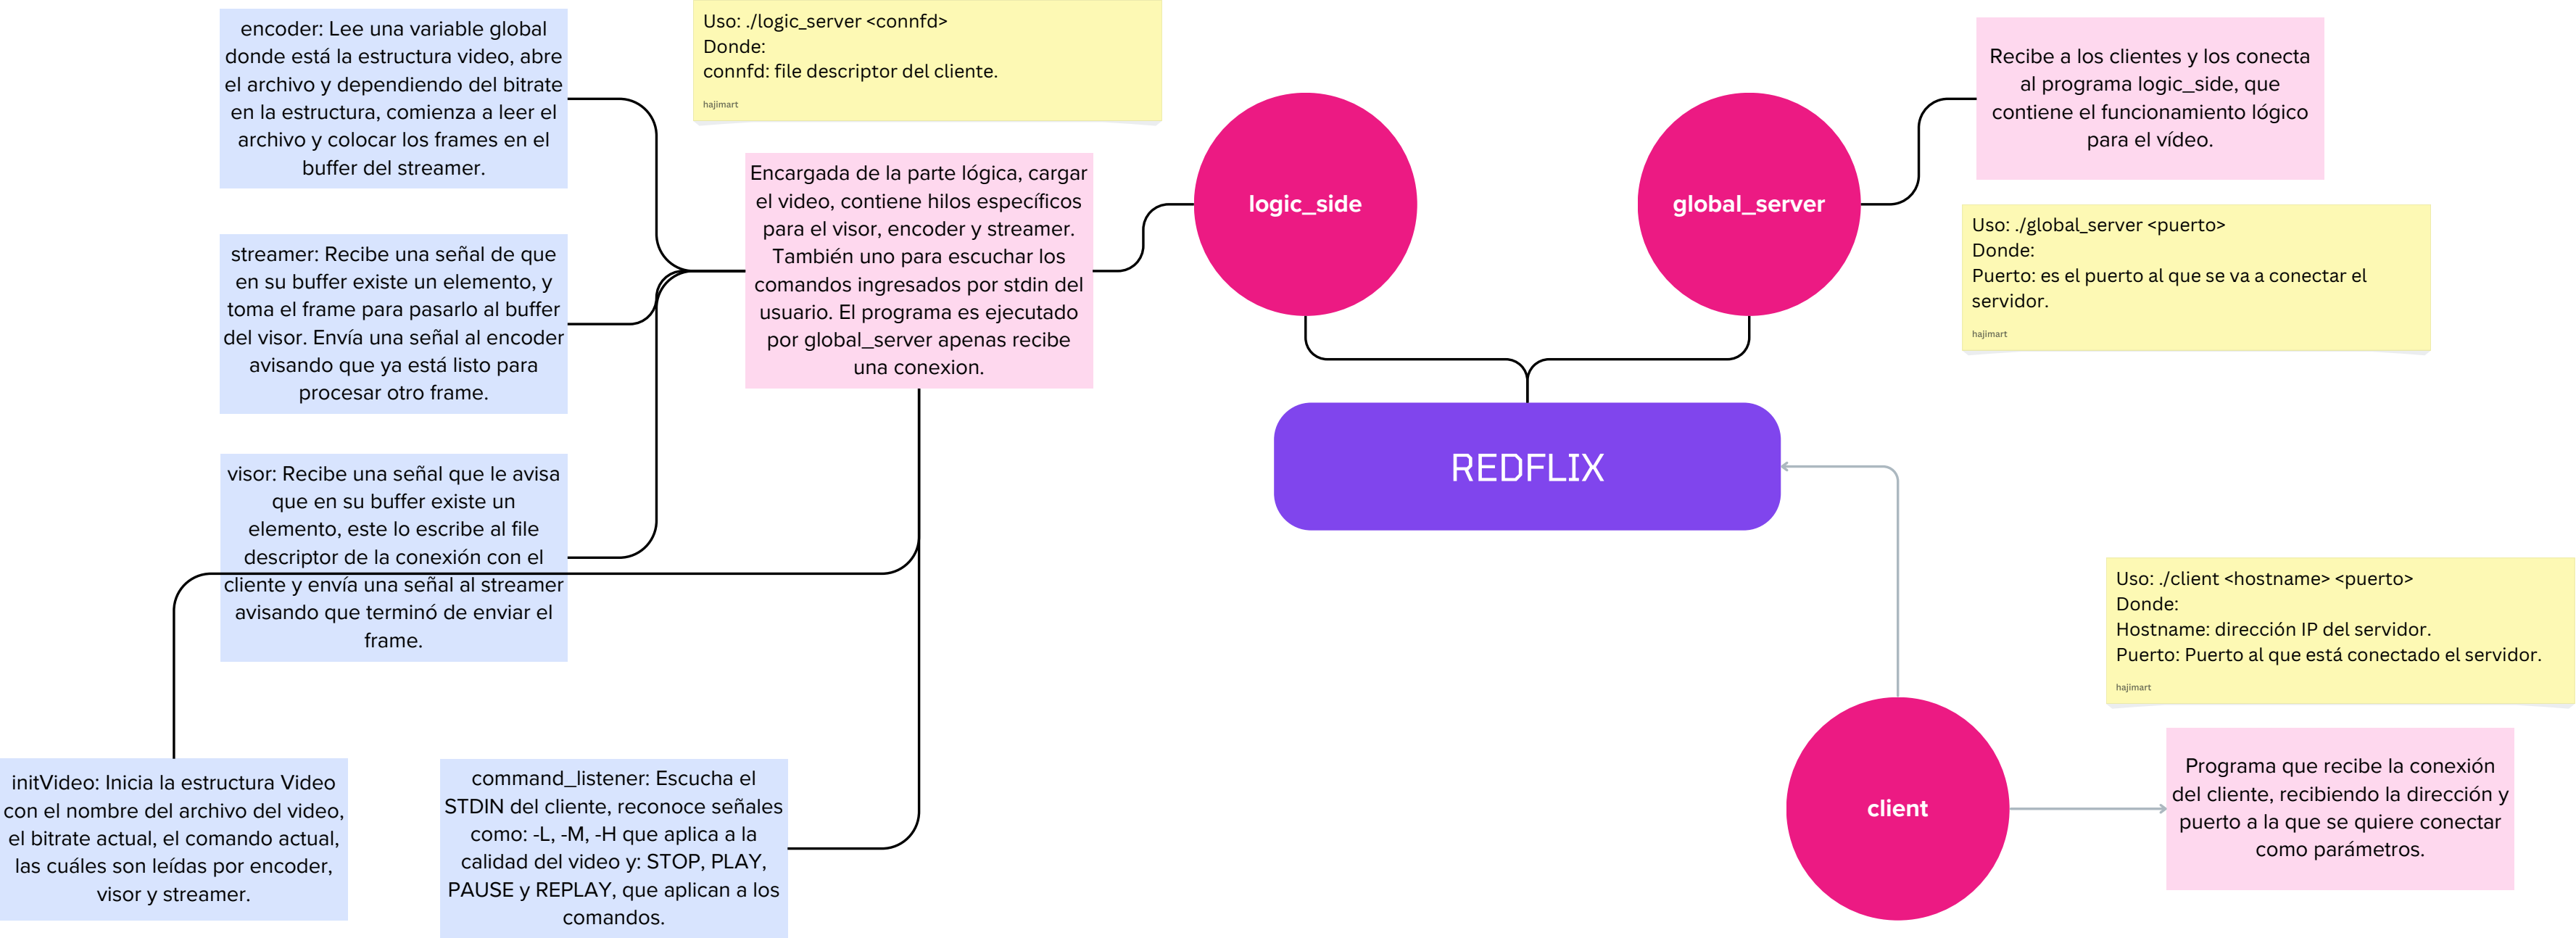 encoder: Lee una variable global
donde está la estructura video, abre
el archivo y dependiendo del bitrate
en la estructura, comienza a leer el
archivo y colocar los frames en el
buffer del streamer.
Uso: ./logic_server <connfd>
Donde:
connfd: file descriptor del cliente.
hajimart
streamer: Recibe una señal de que
en su buffer existe un elemento, y
toma el frame para pasarlo al buffer
del visor. Envía una señal al encoder
avisando que ya está listo para
procesar otro frame.
Encargada de la parte lógica, cargar
el video, contiene hilos específicos
para el visor, encoder y streamer.
También uno para escuchar los
comandos ingresados por stdin del
usuario. El programa es ejecutado
por global_server apenas recibe
una conexion.
logic_side
global_server
Recibe a los clientes y los conecta
al programa logic_side, que
contiene el funcionamiento lógico
para el vídeo.
Uso: ./global_server <puerto>
Donde:
Puerto: es el puerto al que se va a conectar el
servidor.
hajimart
REDFLIX
visor: Recibe una señal que le avisa
que en su buffer existe un
elemento, este lo escribe al file
descriptor de la conexión con el
cliente y envía una señal al streamer
avisando que terminó de enviar el
frame.
initVideo: Inicia la estructura Video
con el nombre del archivo del video,
el bitrate actual, el comando actual,
las cuáles son leídas por encoder,
visor y streamer.
command_listener: Escucha el
STDIN del cliente, reconoce señales
como: -L, -M, -H que aplica a la
calidad del video y: STOP, PLAY,
PAUSE y REPLAY, que aplican a los
comandos.
Uso: ./client <hostname> <puerto>
Donde:
Hostname: dirección IP del servidor.
Puerto: Puerto al que está conectado el servidor.
hajimart
client
Programa que recibe la conexión
del cliente, recibiendo la dirección y
puerto a la que se quiere conectar
como parámetros.